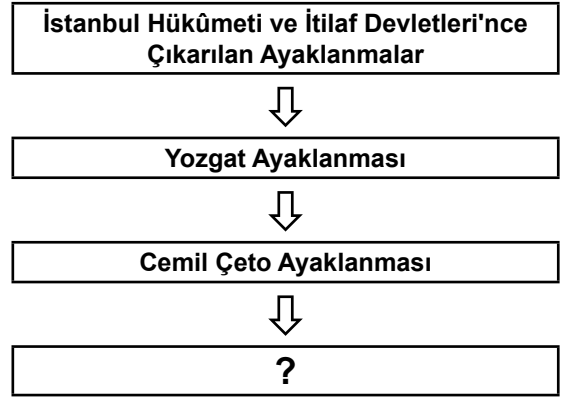 İstanbul Hükûmeti ve İtilaf Devletleri'nce
Çıkarılan Ayaklanmalar
Yozgat Ayaklanması
Cemil Çeto Ayaklanması
?